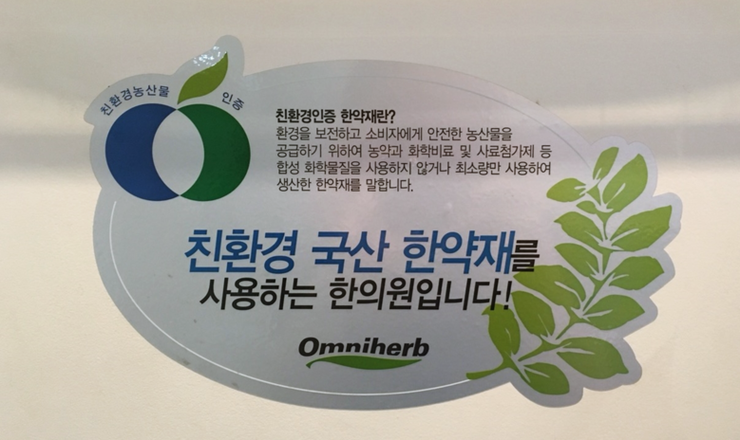 친환경농산물 인증
친환경인증 한약재란?
환경을 보전하고 소비자에게 안전한 농산물을
공급하기 위하여 농약과 화학비료 및 사료첨가제 등
합성 화학물질을 사용하지 않거나 최소량만 사용하여
생산한 한약재를 말합니다.
친환경 국산 한약재를
사용하는 한의원입니다!
Omniherb